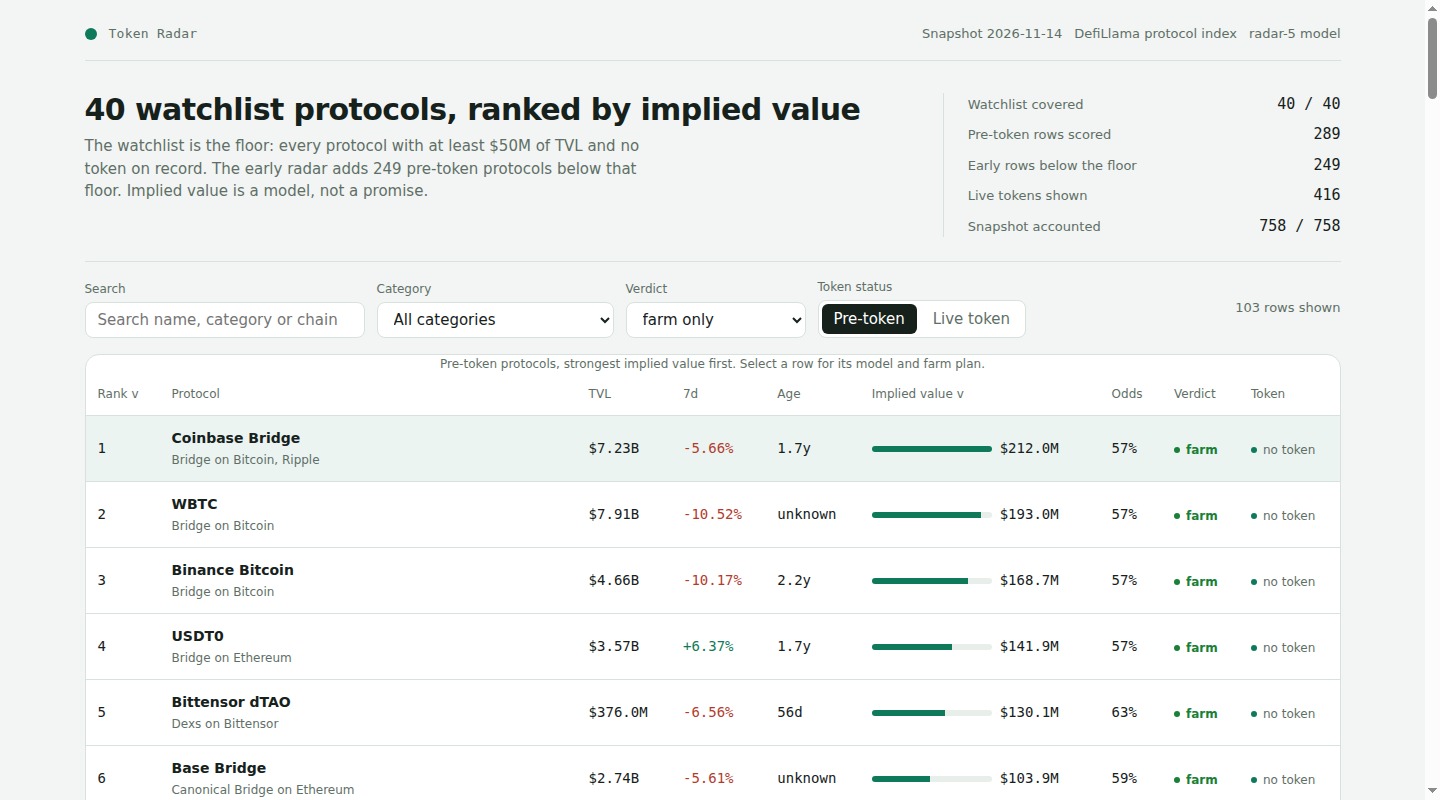 Token Radar
Snapshot 2026-11-14 DefiLlama protocol index radar-5 model
40 watchlist protocols, ranked by implied value
The watchlist is the floor: every protocol with at least $50M of TVL and no
token on record. The early radar adds 249 pre-token protocols below that
floor. Implied value is a model, not a promise.
Watchlist covered 40 / 40
Pre-token rows scored 289
Early rows below the floor 249
Live tokens shown 416
Snapshot accounted 758 / 758
Search Category Verdict Token status
Search name, category or chain All categories farm only Pre-token Live token
103 rows shown
Pre-token protocols, strongest implied value first. Select a row for its model and farm plan.
Rank v Protocol TVL 7d Age Implied value v Odds Verdict Token
1 Coinbase Bridge $7.23B -5.66% 1.7y $212.0M 57% farm no token
Bridge on Bitcoin, Ripple
2 WBTC $7.91B -10.52% unknown $193.0M 57% farm no token
Bridge on Bitcoin
3 Binance Bitcoin $4.66B -10.17% 2.2y $168.7M 57% farm no token
Bridge on Bitcoin
4 USDT0 $3.57B +6.37% 1.7y $141.9M 57% farm no token
Bridge on Ethereum
5 Bittensor dTAO $376.0M -6.56% 56d $130.1M 63% farm no token
Dexs on Bittensor
6 Base Bridge $2.74B -5.61% unknown $103.9M 59% farm no token
Canonical Bridge on Ethereum